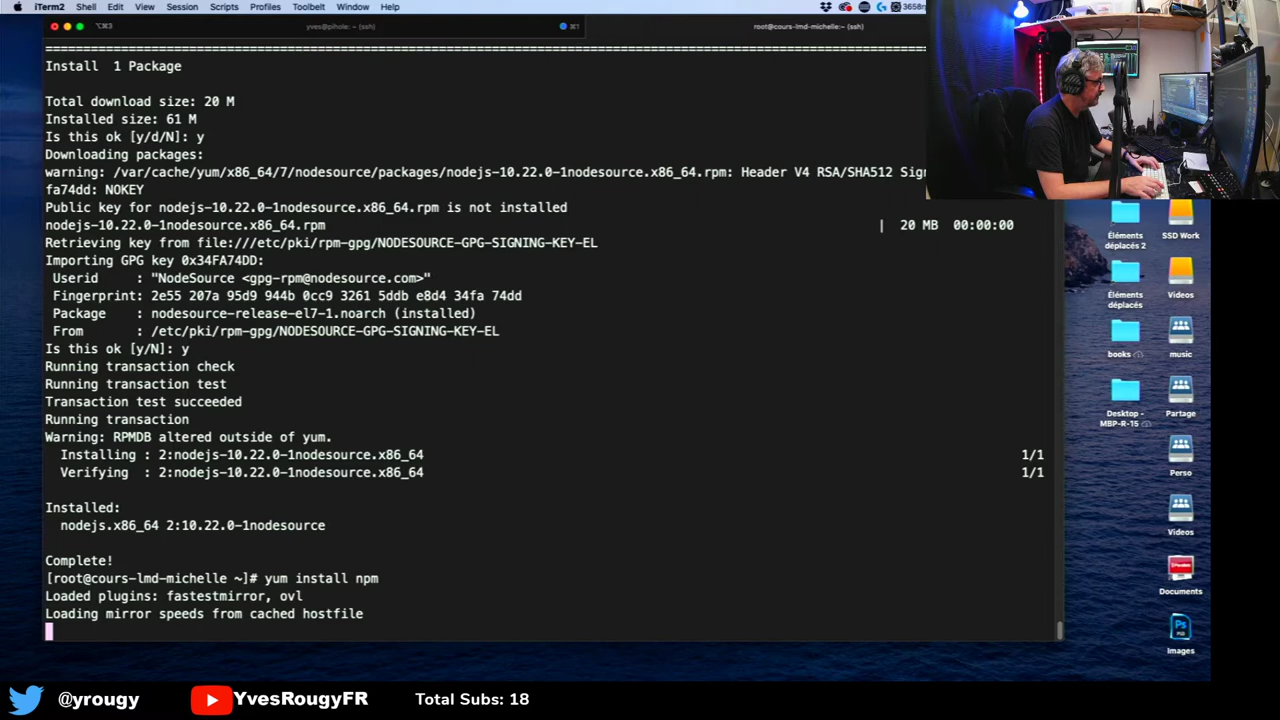 iTerm2 Shell Edit View Session Scripts Profiles Toolbelt Window Help
⌥⌘3 yves@pihole: ~ (ssh) ⌘1 root@cours-lmd-michelle:~ (ssh)
Install  1 Package
Total download size: 20 M
Installed size: 61 M
Is this ok [y/d/N]: y
Downloading packages:
warning: /var/cache/yum/x86_64/7/nodesource/packages/nodejs-10.22.0-1nodesource.x86_64.rpm: Header V4 RSA/SHA512 Sign
fa74dd: NOKEY
Public key for nodejs-10.22.0-1nodesource.x86_64.rpm is not installed
nodejs-10.22.0-1nodesource.x86_64.rpm | 20 MB 00:00:00
Retrieving key from file:///etc/pki/rpm-gpg/NODESOURCE-GPG-SIGNING-KEY-EL
Importing GPG key 0x34FA74DD:
Userid : "NodeSource <gpg-rpm@nodesource.com>"
Fingerprint: 2e55 207a 95d9 944b 0cc9 3261 5ddb e8d4 34fa 74dd
Package : nodesource-release-el7-1.noarch (installed)
From : /etc/pki/rpm-gpg/NODESOURCE-GPG-SIGNING-KEY-EL
Is this ok [y/N]: y
Running transaction check
Running transaction test
Transaction test succeeded
Running transaction
Warning: RPMDB altered outside of yum.
Installing : 2:nodejs-10.22.0-1nodesource.x86_64 1/1
Verifying : 2:nodejs-10.22.0-1nodesource.x86_64 1/1
Installed:
nodejs.x86_64 2:10.22.0-1nodesource
Complete!
[root@cours-lmd-michelle ~]# yum install npm
Loaded plugins: fastestmirror, ovl
Loading mirror speeds from cached hostfile
Éléments déplacés 2
SSD Work
Éléments déplacés
Videos
books
music
Desktop - MBP-R-15
Partage
Perso
Videos
Documents
Images
@yrougy YvesRougyFR Total Subs: 18